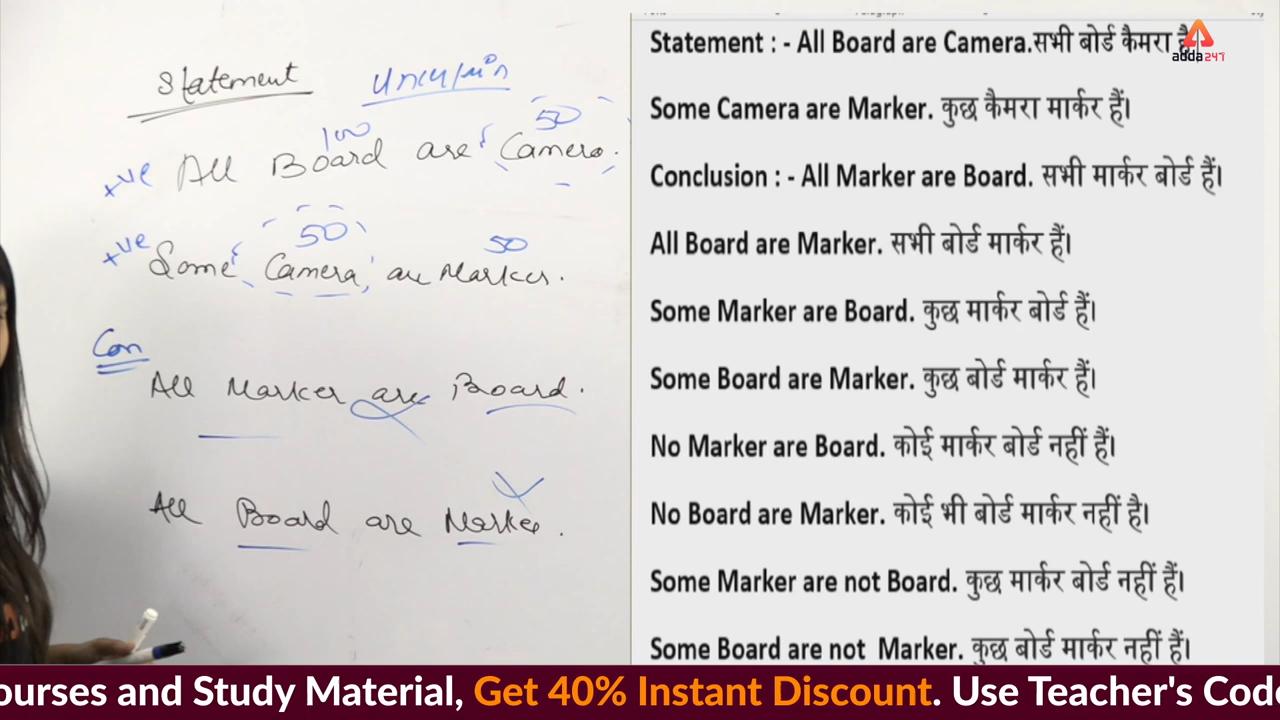 Statement
+ve All Board are Camera.
100
50
+ve Some Camera are Marker.
50
50
Con
All Marker are Board.
All Board are Marker.
Statement : - All Board are Camera.सभी बोर्ड कैमरा हैं
Some Camera are Marker. कुछ कैमरा मार्कर हैं।
Conclusion : - All Marker are Board. सभी मार्कर बोर्ड हैं।
All Board are Marker. सभी बोर्ड मार्कर हैं।
Some Marker are Board. कुछ मार्कर बोर्ड हैं।
Some Board are Marker. कुछ बोर्ड मार्कर हैं।
No Marker are Board. कोई मार्कर बोर्ड नहीं हैं।
No Board are Marker. कोई भी बोर्ड मार्कर नहीं है।
Some Marker are not Board. कुछ मार्कर बोर्ड नहीं हैं।
Some Board are not Marker. कुछ बोर्ड मार्कर नहीं हैं।
adda247
ourses and Study Material, Get 40% Instant Discount. Use Teacher's Code